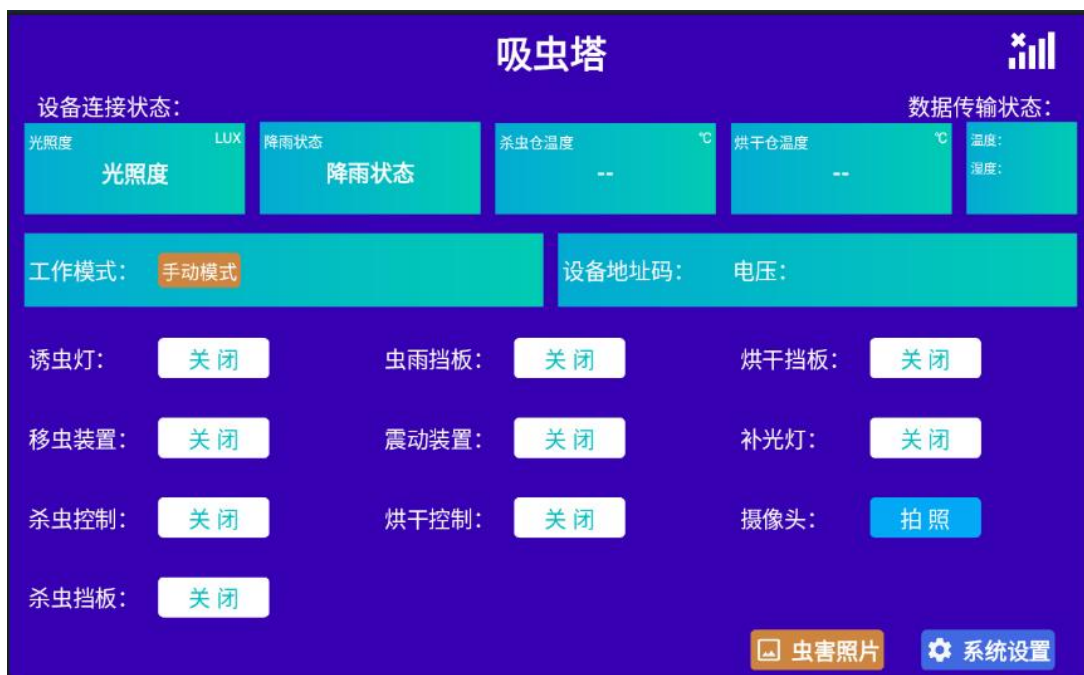 吸虫塔
设备连接状态： 数据传输状态：
光照度 LUX 降雨状态 杀虫仓温度 ℃ 烘干仓温度 ℃ 温度：
光照度 降雨状态 -- -- 湿度：
工作模式： 手动模式 设备地址码： 电压：
诱虫灯： 关闭 虫雨挡板： 关闭 烘干挡板： 关闭
移虫装置： 关闭 震动装置： 关闭 补光灯： 关闭
杀虫控制： 关闭 烘干控制： 关闭 摄像头： 拍照
杀虫挡板： 关闭
虫害照片 系统设置